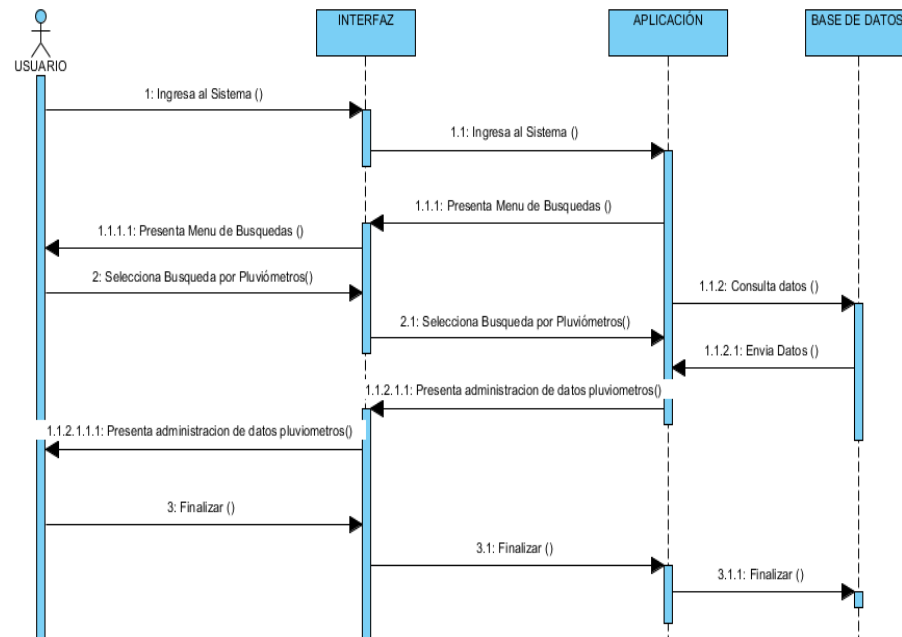 INTERFAZ
APLICACIÓN
BASE DE DATOS
USUARIO
1: Ingresa al Sistema ()
1.1: Ingresa al Sistema ()
1.1.1: Presenta Menu de Busquedas ()
1.1.1.1: Presenta Menu de Busquedas ()
2: Selecciona Busqueda por Pluviómetros()
1.1.2: Consulta datos ()
2.1: Selecciona Busqueda por Pluviómetros()
1.1.2.1: Envia Datos ()
1.1.2.1.1: Presenta administracion de datos pluviometros()
1.1.2.1.1.1: Presenta administracion de datos pluviometros()
3: Finalizar ()
3.1: Finalizar ()
3.1.1: Finalizar ()